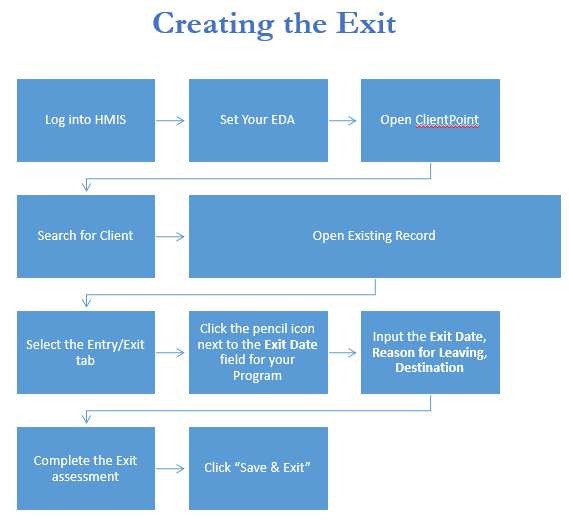 Creating the Exit
Log into HMIS
Set Your EDA
Open ClientPoint
Search for Client
Open Existing Record
Select the Entry/Exit
tab
Click the pencil icon
next to the Exit Date
field for your
Program
Input the Exit Date,
Reason for Leaving,
Destination
Complete the Exit
assessment
Click “Save & Exit”